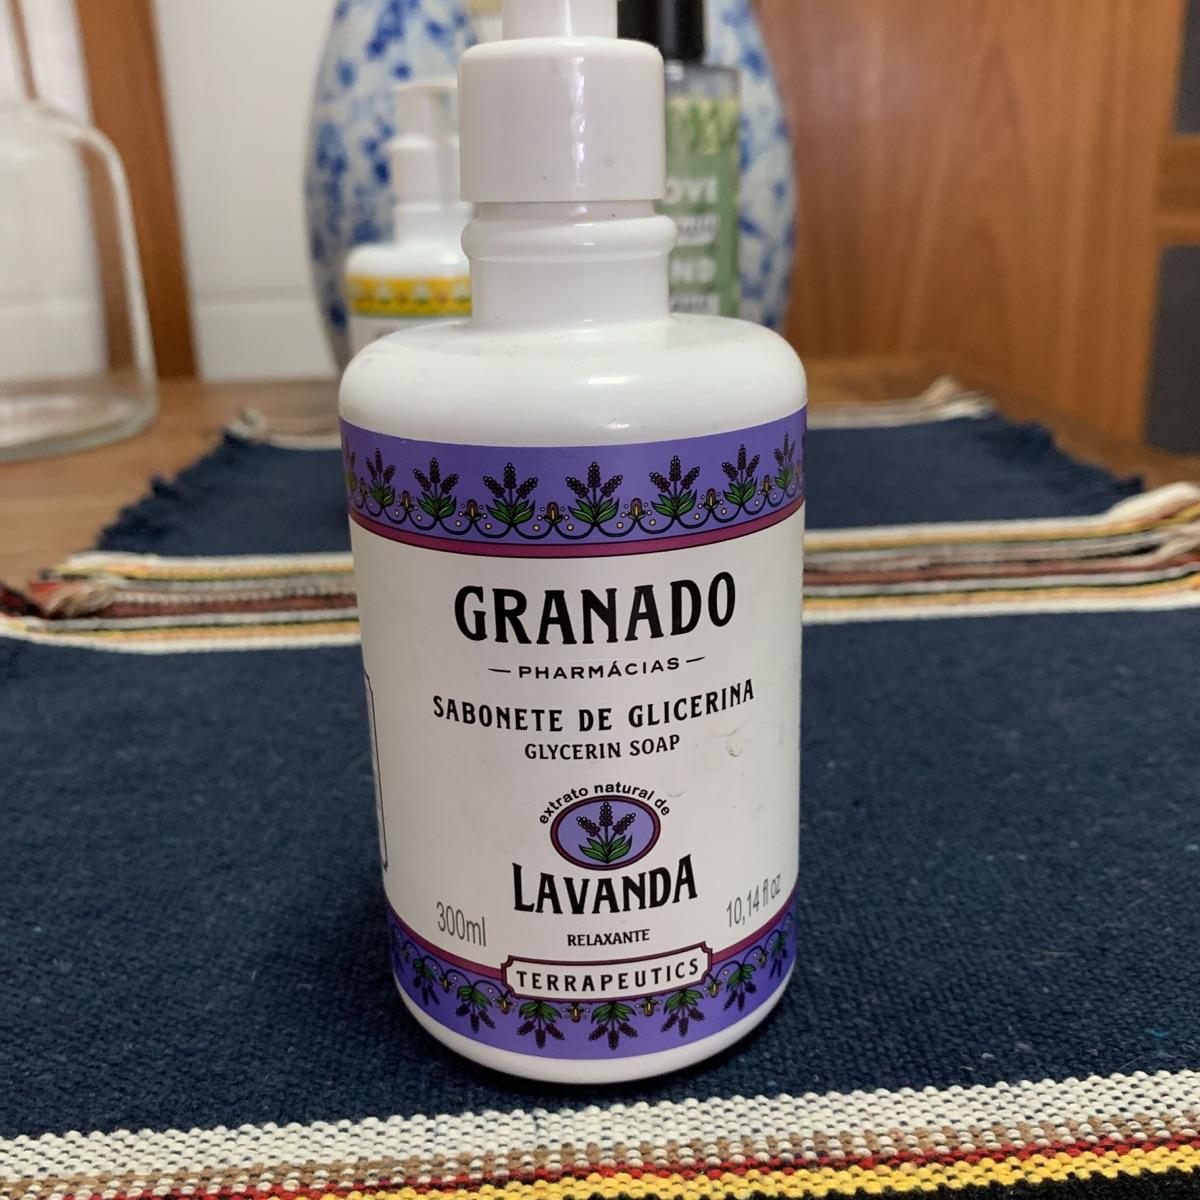 GRANADO
PHARMÁCIAS
SABONETE DE GLICERINA
GLYCERIN SOAP
extrato natural de
LAVANDA
300ml
10,14 fl oz
RELAXANTE
TERRAPEUTICS